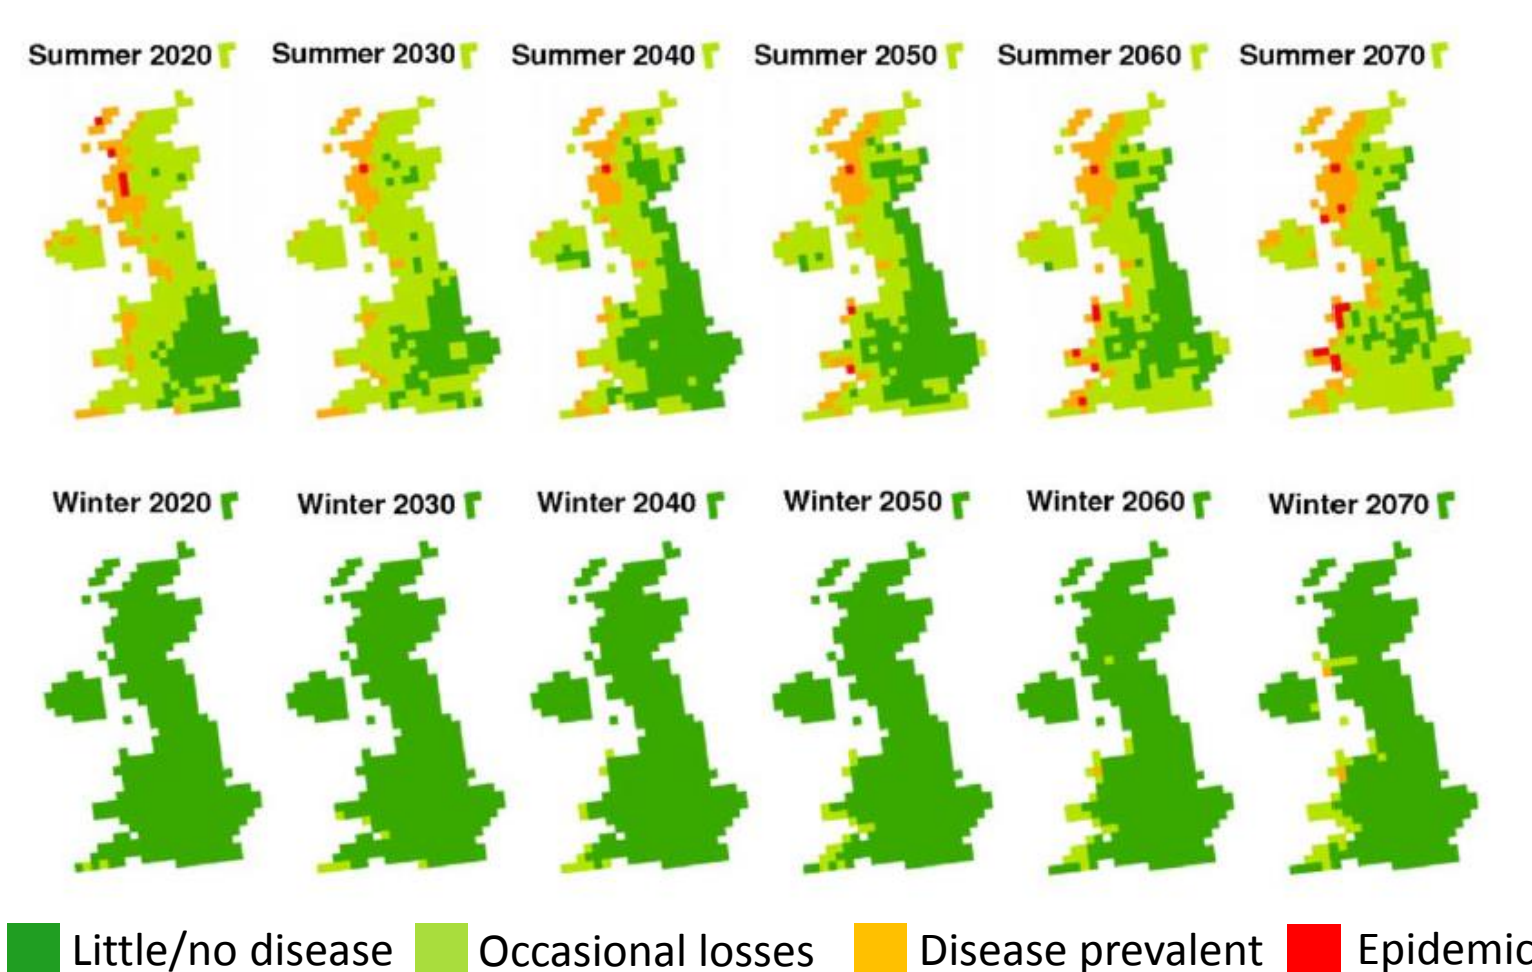 Summer 2020 Summer 2030 Summer 2040 Summer 2050 Summer 2060 Summer 2070
Winter 2020 Winter 2030 Winter 2040 Winter 2050 Winter 2060 Winter 2070
Little/no disease Occasional losses Disease prevalent Epidemic